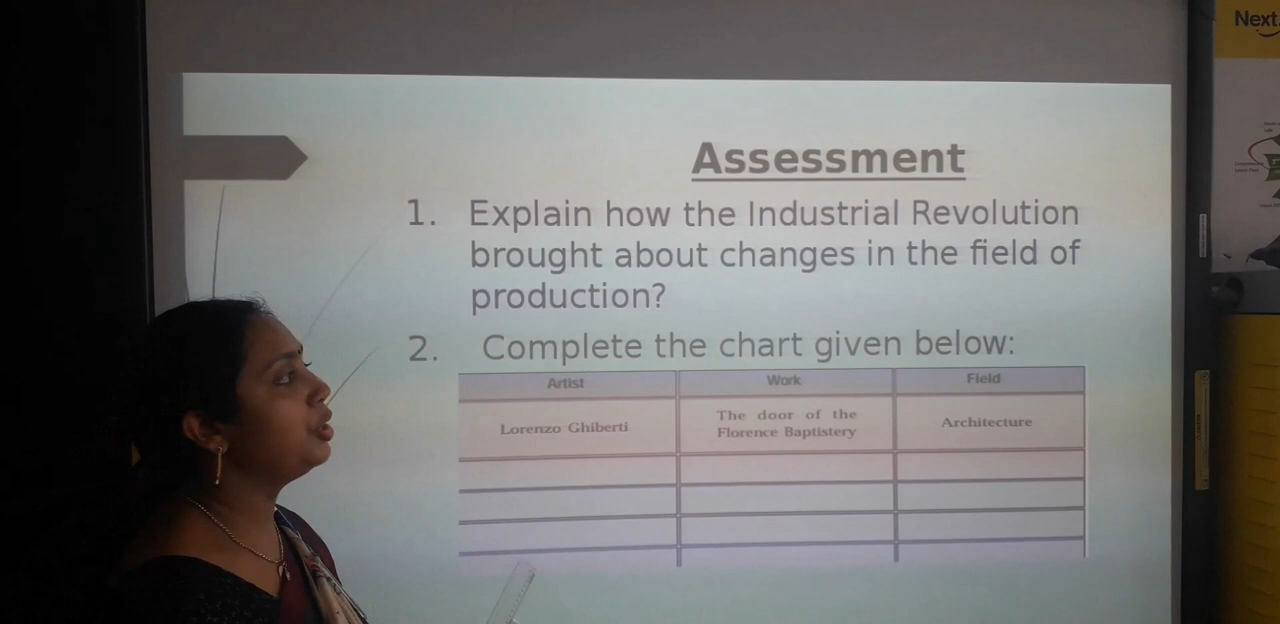 Next
Assessment
1. Explain how the Industrial Revolution
brought about changes in the field of
production?
2. Complete the chart given below:
Artist Work Field
Lorenzo Ghiberti The door of the Florence Baptistery Architecture